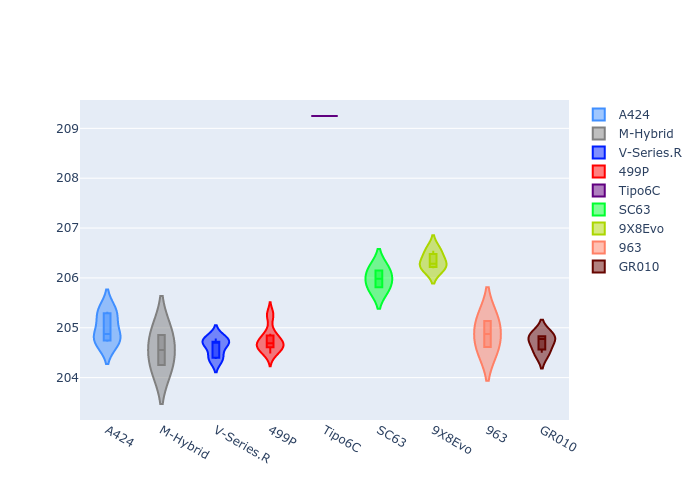 209
208
207
206
205
204
A424
M-Hybrid
V-Series.R
499P
Tipo6C
SC63
9X8Evo
963
GR010
A424
M-Hybrid
V-Series.R
499P
Tipo6C
SC63
9X8Evo
963
GR010